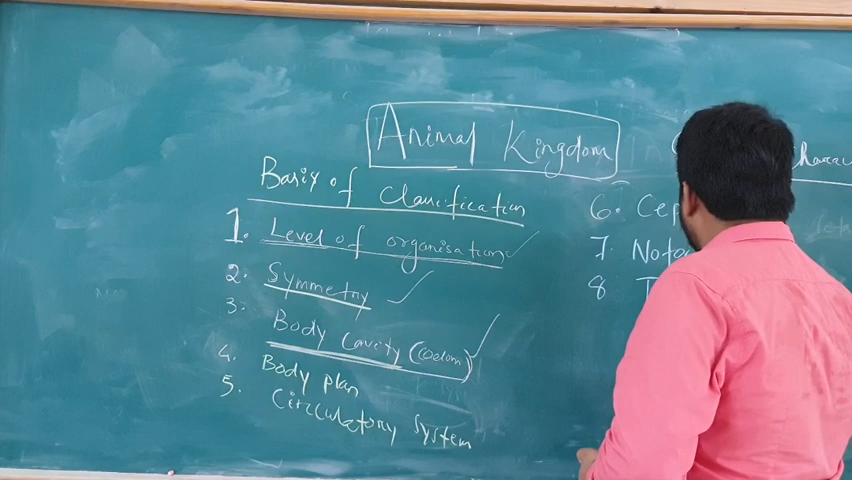 Animal Kingdom
Basis of Classification
1. Level of organisation
2. Symmetry
3. Body Cavity (Coelom)
4. Body plan
5. Circulatory System
6. Cep
7. Noto
8